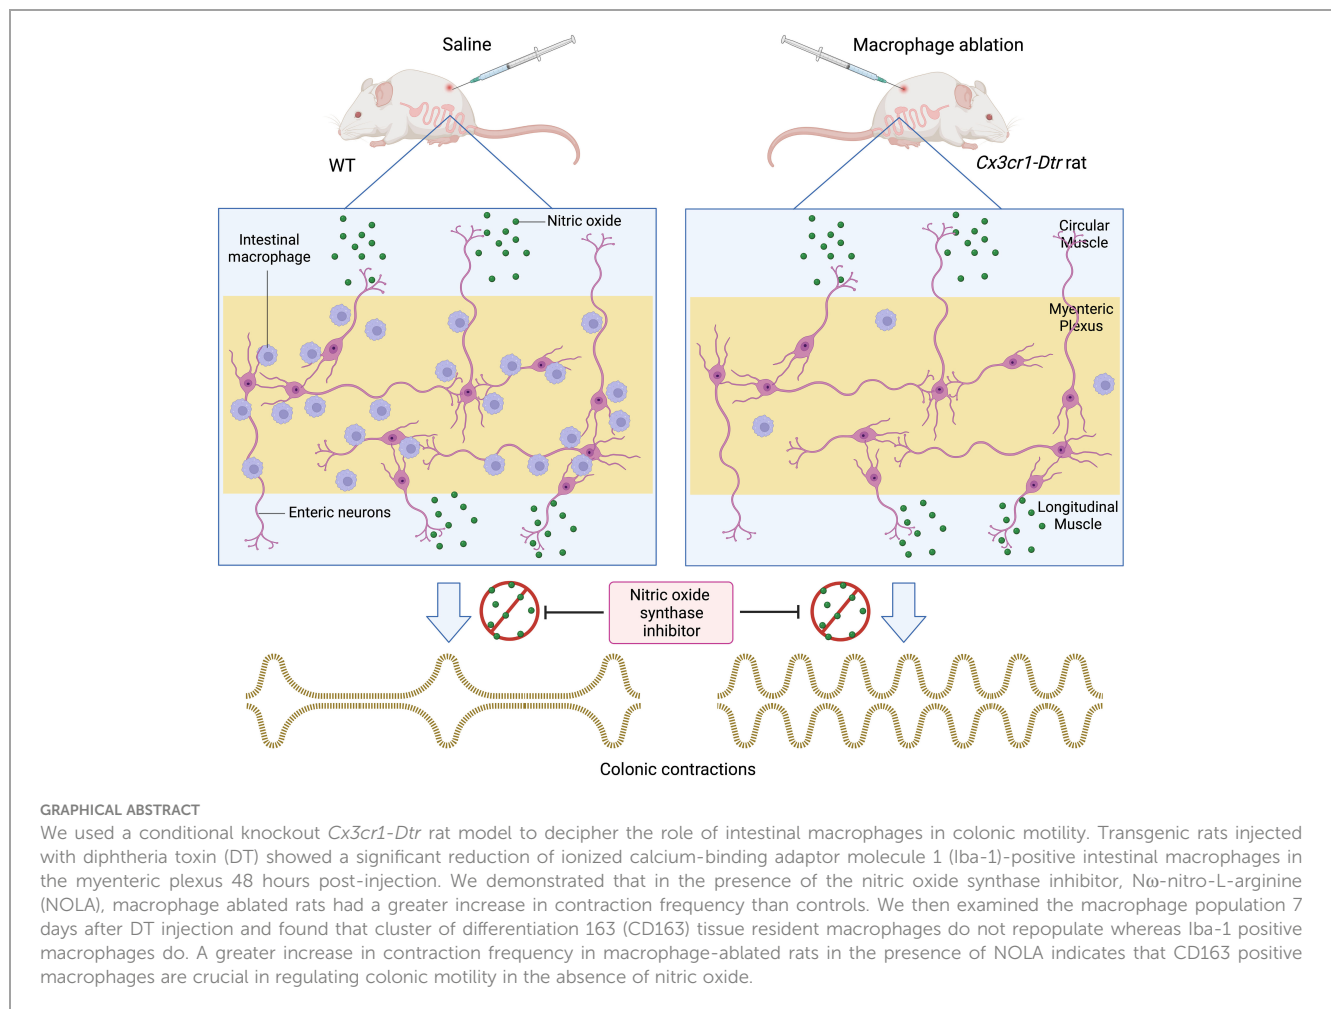 Saline
Macrophage ablation
WT
Cx3cr1-Dtr rat
Nitric oxide
Intestinal
macrophage
Circular
Muscle
Myenteric
Plexus
Enteric neurons
Longitudinal
Muscle
Nitric oxide
synthase
inhibitor
Colonic contractions
GRAPHICAL ABSTRACT
We used a conditional knockout Cx3cr1-Dtr rat model to decipher the role of intestinal macrophages in colonic motility. Transgenic rats injected
with diphtheria toxin (DT) showed a significant reduction of ionized calcium-binding adaptor molecule 1 (Iba-1)-positive intestinal macrophages in
the myenteric plexus 48 hours post-injection. We demonstrated that in the presence of the nitric oxide synthase inhibitor, Nω-nitro-L-arginine
(NOLA), macrophage ablated rats had a greater increase in contraction frequency than controls. We then examined the macrophage population 7
days after DT injection and found that cluster of differentiation 163 (CD163) tissue resident macrophages do not repopulate whereas Iba-1 positive
macrophages do. A greater increase in contraction frequency in macrophage-ablated rats in the presence of NOLA indicates that CD163 positive
macrophages are crucial in regulating colonic motility in the absence of nitric oxide.